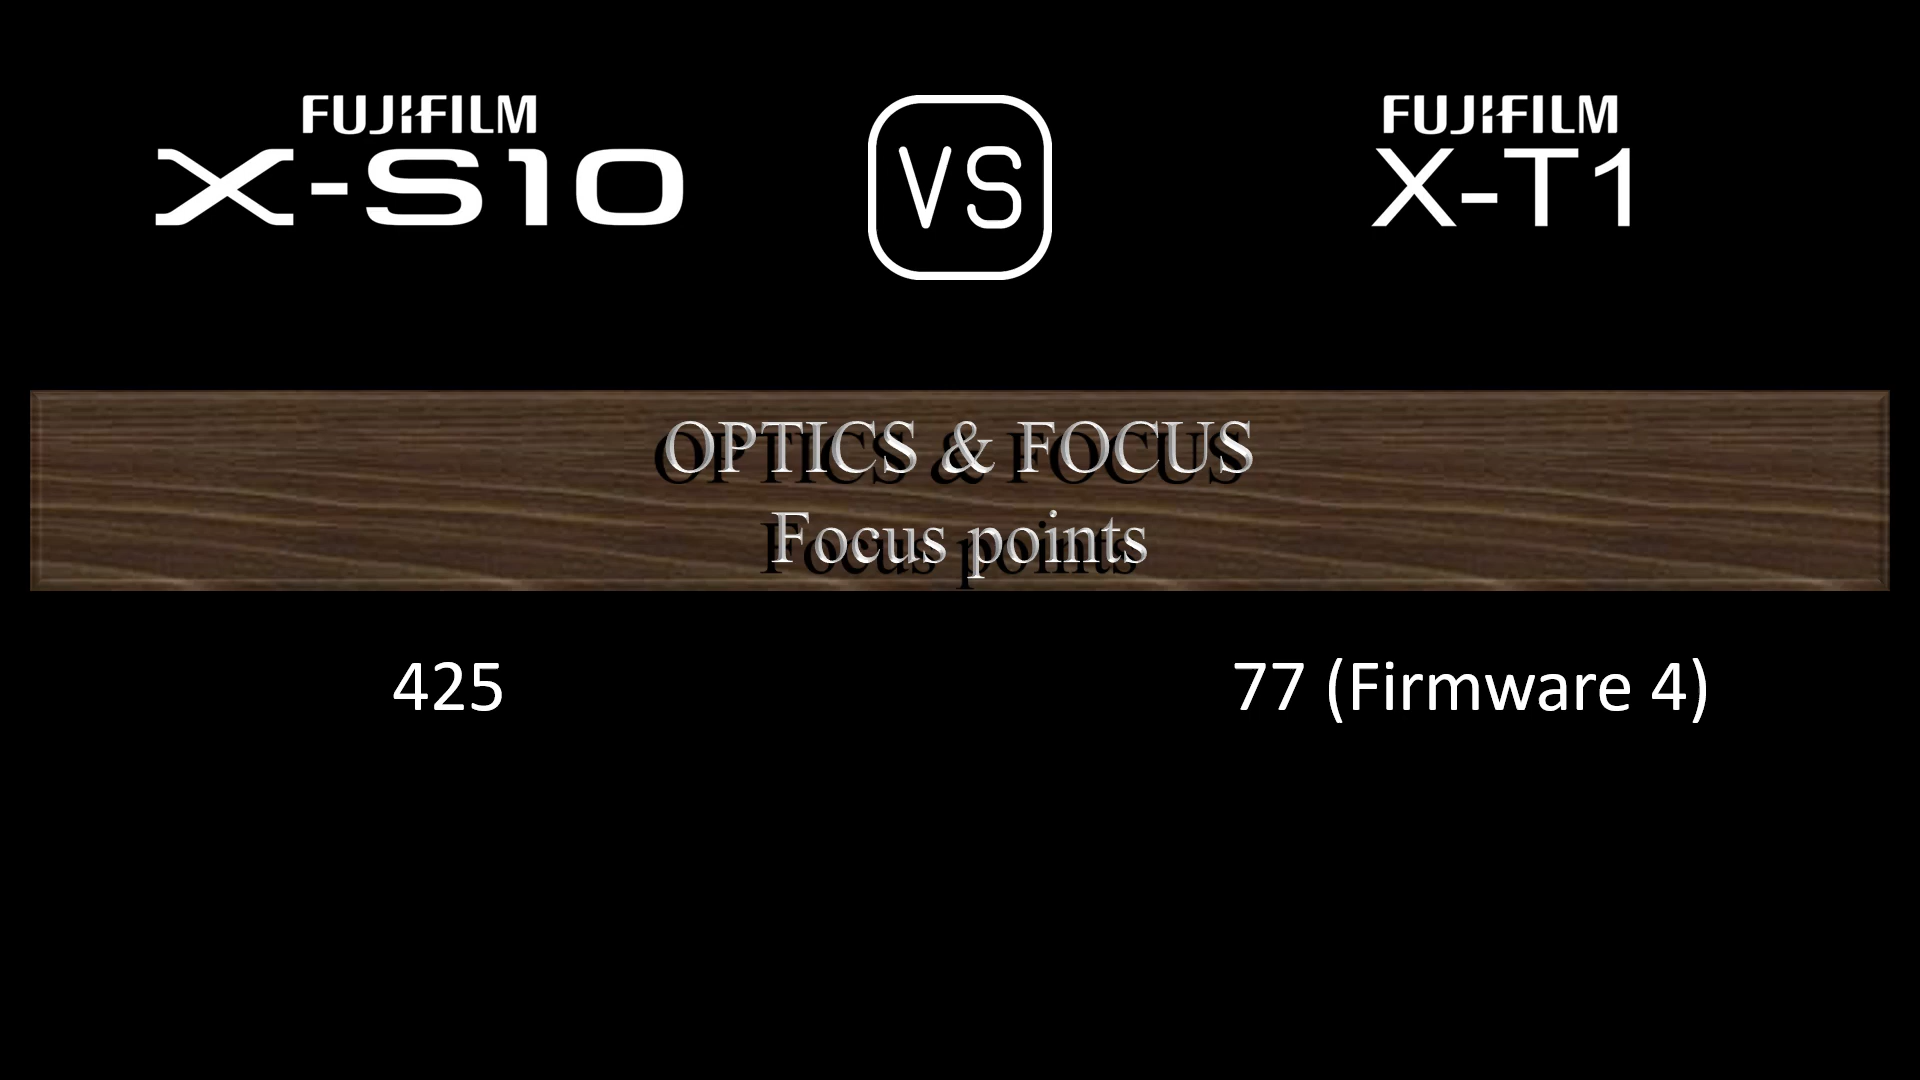 FUJIFILM
X-S10
VS
FUJIFILM
X-T1
OPTICS & FOCUS
Focus points
425
77 (Firmware 4)